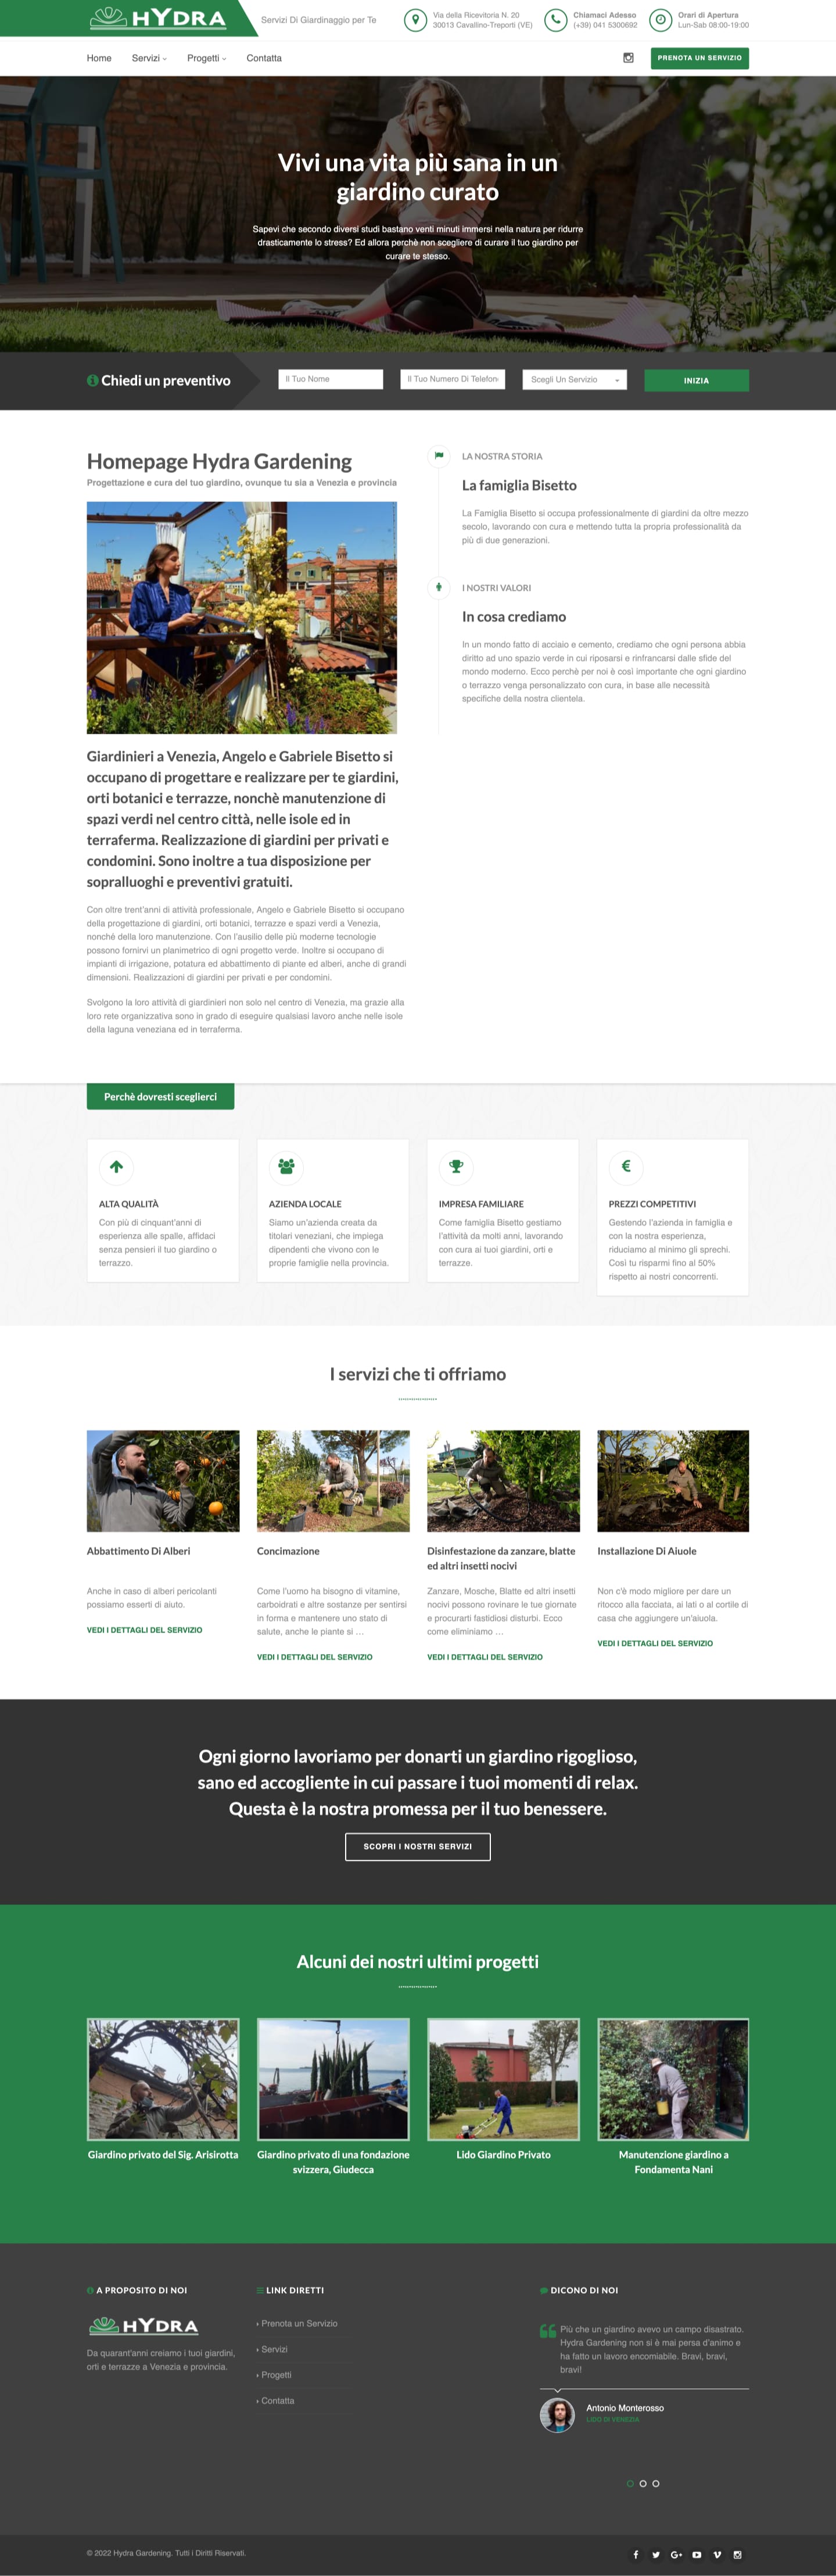 HYDRA
Servizi Di Giardinaggio per Te
Via della Ricevitoria N. 20
30013 Cavallino-Treporti (VE)
Chiamaci Adesso
(+39) 041 5300692
Orari di Apertura
Lun-Sab 08:00-19:00
Home
Servizi
Progetti
Contatta
PRENOTA UN SERVIZIO
Vivi una vita più sana in un
giardino curato
Sapevi che secondo diversi studi bastano venti minuti immersi nella natura per ridurre
drasticamente lo stress? Ed allora perchè non scegliere di curare il tuo giardino per
curare te stesso.
Chiedi un preventivo
Il Tuo Nome
Il Tuo Numero Di Telefon
Scegli Un Servizio
INIZIA
Homepage Hydra Gardening
Progettazione e cura del tuo giardino, ovunque tu sia a Venezia e provincia
Giardinieri a Venezia, Angelo e Gabriele Bisetto si
occupano di progettare e realizzare per te giardini,
orti botanici e terrazze, nonchè manutenzione di
spazi verdi nel centro città, nelle isole ed in
terraferma. Realizzazione di giardini per privati e
condomini. Sono inoltre a tua disposizione per
sopralluoghi e preventivi gratuiti.
Con oltre trent'anni di attività professionale, Angelo e Gabriele Bisetto si occupano
della progettazione di giardini, orti botanici, terrazze e spazi verdi a Venezia,
nonché della loro manutenzione. Con l'ausilio delle più moderne tecnologie
possono fornirvi un planimetrico di ogni progetto verde. Inoltre si occupano di
impianti di irrigazione, potatura ed abbattimento di piante ed alberi, anche di grandi
dimensioni. Realizzazioni di giardini per privati e per condomini.
Svolgono la loro attività di giardinieri non solo nel centro di Venezia, ma grazie alla
loro rete organizzativa sono in grado di eseguire qualsiasi lavoro anche nelle isole
della laguna veneziana ed in terraferma.
LA NOSTRA STORIA
La famiglia Bisetto
La Famiglia Bisetto si occupa professionalmente di giardini da oltre mezzo
secolo, lavorando con cura e mettendo tutta la propria professionalità da
più di due generazioni.
I NOSTRI VALORI
In cosa crediamo
In un mondo fatto di acciaio e cemento, crediamo che ogni persona abbia
diritto ad uno spazio verde in cui riposarsi e rinfrancarsi dalle sfide del
mondo moderno. Ecco perchè per noi è così importante che ogni giardino
o terrazzo venga personalizzato con cura, in base alle necessità
specifiche della nostra clientela.
Perchè dovresti sceglierci
ALTA QUALITÀ
Con più di cinquant'anni di
esperienza alle spalle, affidaci
senza pensieri il tuo giardino o
terrazzo.
AZIENDA LOCALE
Siamo un'azienda creata da
titolari veneziani, che impiega
dipendenti che vivono con le
proprie famiglie nella provincia.
IMPRESA FAMILIARE
Come famiglia Bisetto gestiamo
l'attività da molti anni, lavorando
con cura ai tuoi giardini, orti e
terrazze.
PREZZI COMPETITIVI
Gestendo l'azienda in famiglia e
con la nostra esperienza,
riduciamo al minimo gli sprechi.
Così tu risparmi fino al 50%
rispetto ai nostri concorrenti.
I servizi che ti offriamo
Abbattimento Di Alberi
Anche in caso di alberi pericolanti
possiamo esserti di aiuto.
VEDI I DETTAGLI DEL SERVIZIO
Concimazione
Come l'uomo ha bisogno di vitamine,
carboidrati e altre sostanze per sentirsi
in forma e mantenere uno stato di
salute, anche le piante si ...
VEDI I DETTAGLI DEL SERVIZIO
Disinfestazione da zanzare, blatte
ed altri insetti nocivi
Zanzare, Mosche, Blatte ed altri insetti
nocivi possono rovinare le tue giornate
e procurarti fastidiosi disturbi. Ecco
come eliminiamo ...
VEDI I DETTAGLI DEL SERVIZIO
Installazione Di Aiuole
Non c'è modo migliore per dare un
ritocco alla facciata, ai lati o al cortile di
casa che aggiungere un'aiuola.
VEDI I DETTAGLI DEL SERVIZIO
Ogni giorno lavoriamo per donarti un giardino rigoglioso,
sano ed accogliente in cui passare i tuoi momenti di relax.
Questa è la nostra promessa per il tuo benessere.
SCOPRI I NOSTRI SERVIZI
Alcuni dei nostri ultimi progetti
Giardino privato del Sig. Arisirotta
Giardino privato di una fondazione
svizzera, Giudecca
Lido Giardino Privato
Manutenzione giardino a
Fondamenta Nani
A PROPOSITO DI NOI
HYDRA
Da quarant'anni creiamo i tuoi giardini,
orti e terrazze a Venezia e provincia.
LINK DIRETTI
Prenota un Servizio
Servizi
Progetti
Contatta
DICONO DI NOI
Più che un giardino avevo un campo disastrato.
Hydra Gardening non si è mai persa d'animo e
ha fatto un lavoro encomiabile. Bravi, bravi,
bravi!
Antonio Monterosso
LIDO DI VENEZIA
© 2022 Hydra Gardening. Tutti i Diritti Riservati.